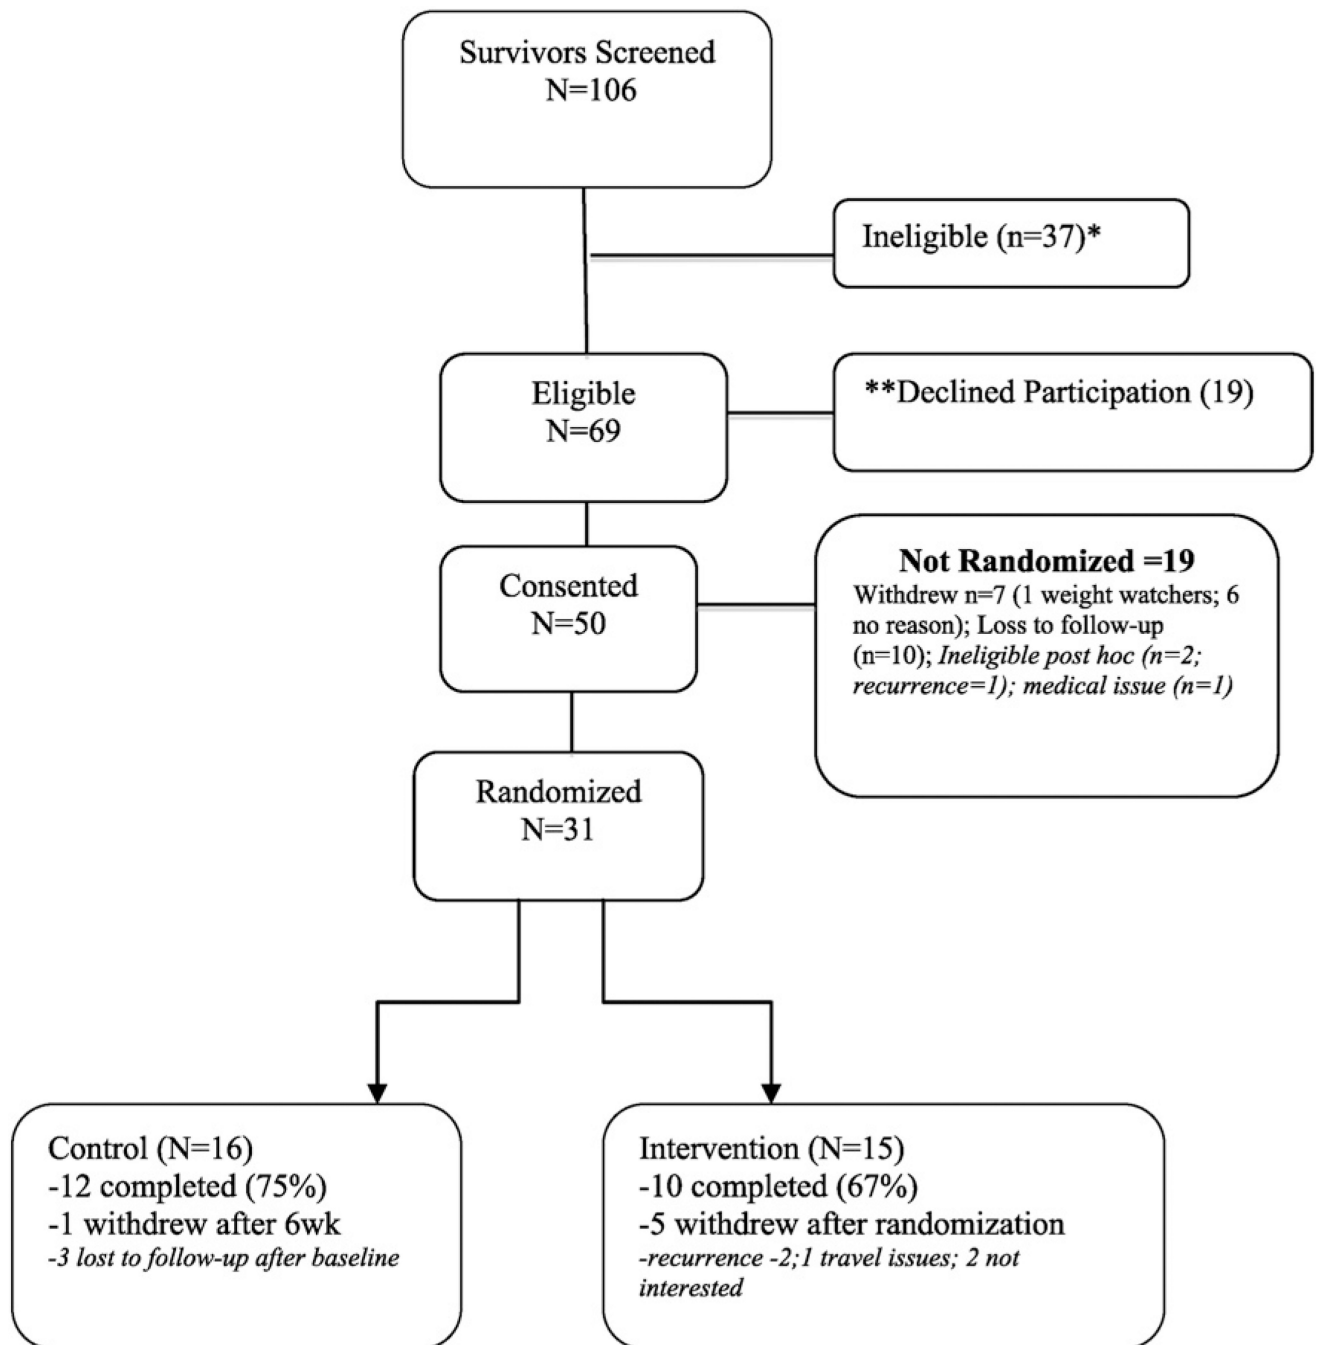 Survivors Screened
N=106
Ineligible (n=37)*
Eligible
N=69
**Declined Participation (19)
Consented
N=50
Not Randomized =19
Withdrew n=7 (1 weight watchers; 6
no reason); Loss to follow-up
(n=10); Ineligible post hoc (n=2;
recurrence=1); medical issue (n=1)
Randomized
N=31
Control (N=16)
-12 completed (75%)
-1 withdrew after 6wk
-3 lost to follow-up after baseline
Intervention (N=15)
-10 completed (67%)
-5 withdrew after randomization
-recurrence -2;1 travel issues; 2 not
interested